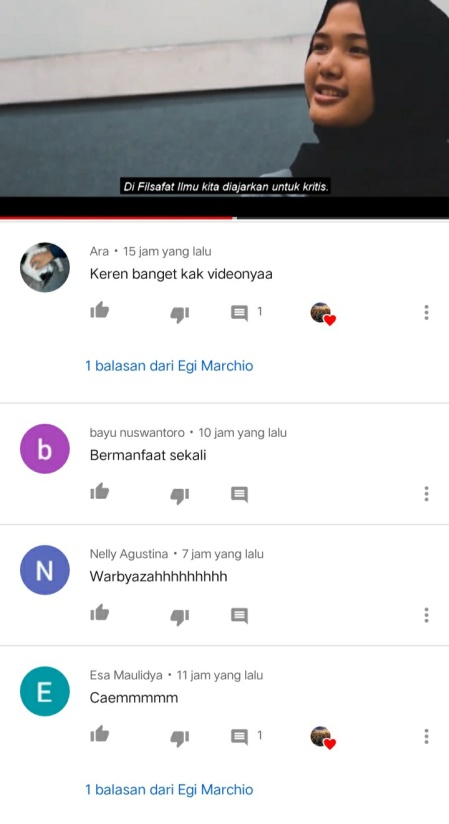 Di Filsafat Ilmu kita diajarkan untuk kritis.
Ara • 15 jam yang lalu
Keren banget kak videonyaa
1
1 balasan dari Egi Marchio
b
bayu nuswantoro • 10 jam yang lalu
Bermanfaat sekali
N
Nelly Agustina • 7 jam yang lalu
Warbyazahhhhhhhhh
E
Esa Maulidya • 11 jam yang lalu
Caemmmmm
1
1 balasan dari Egi Marchio